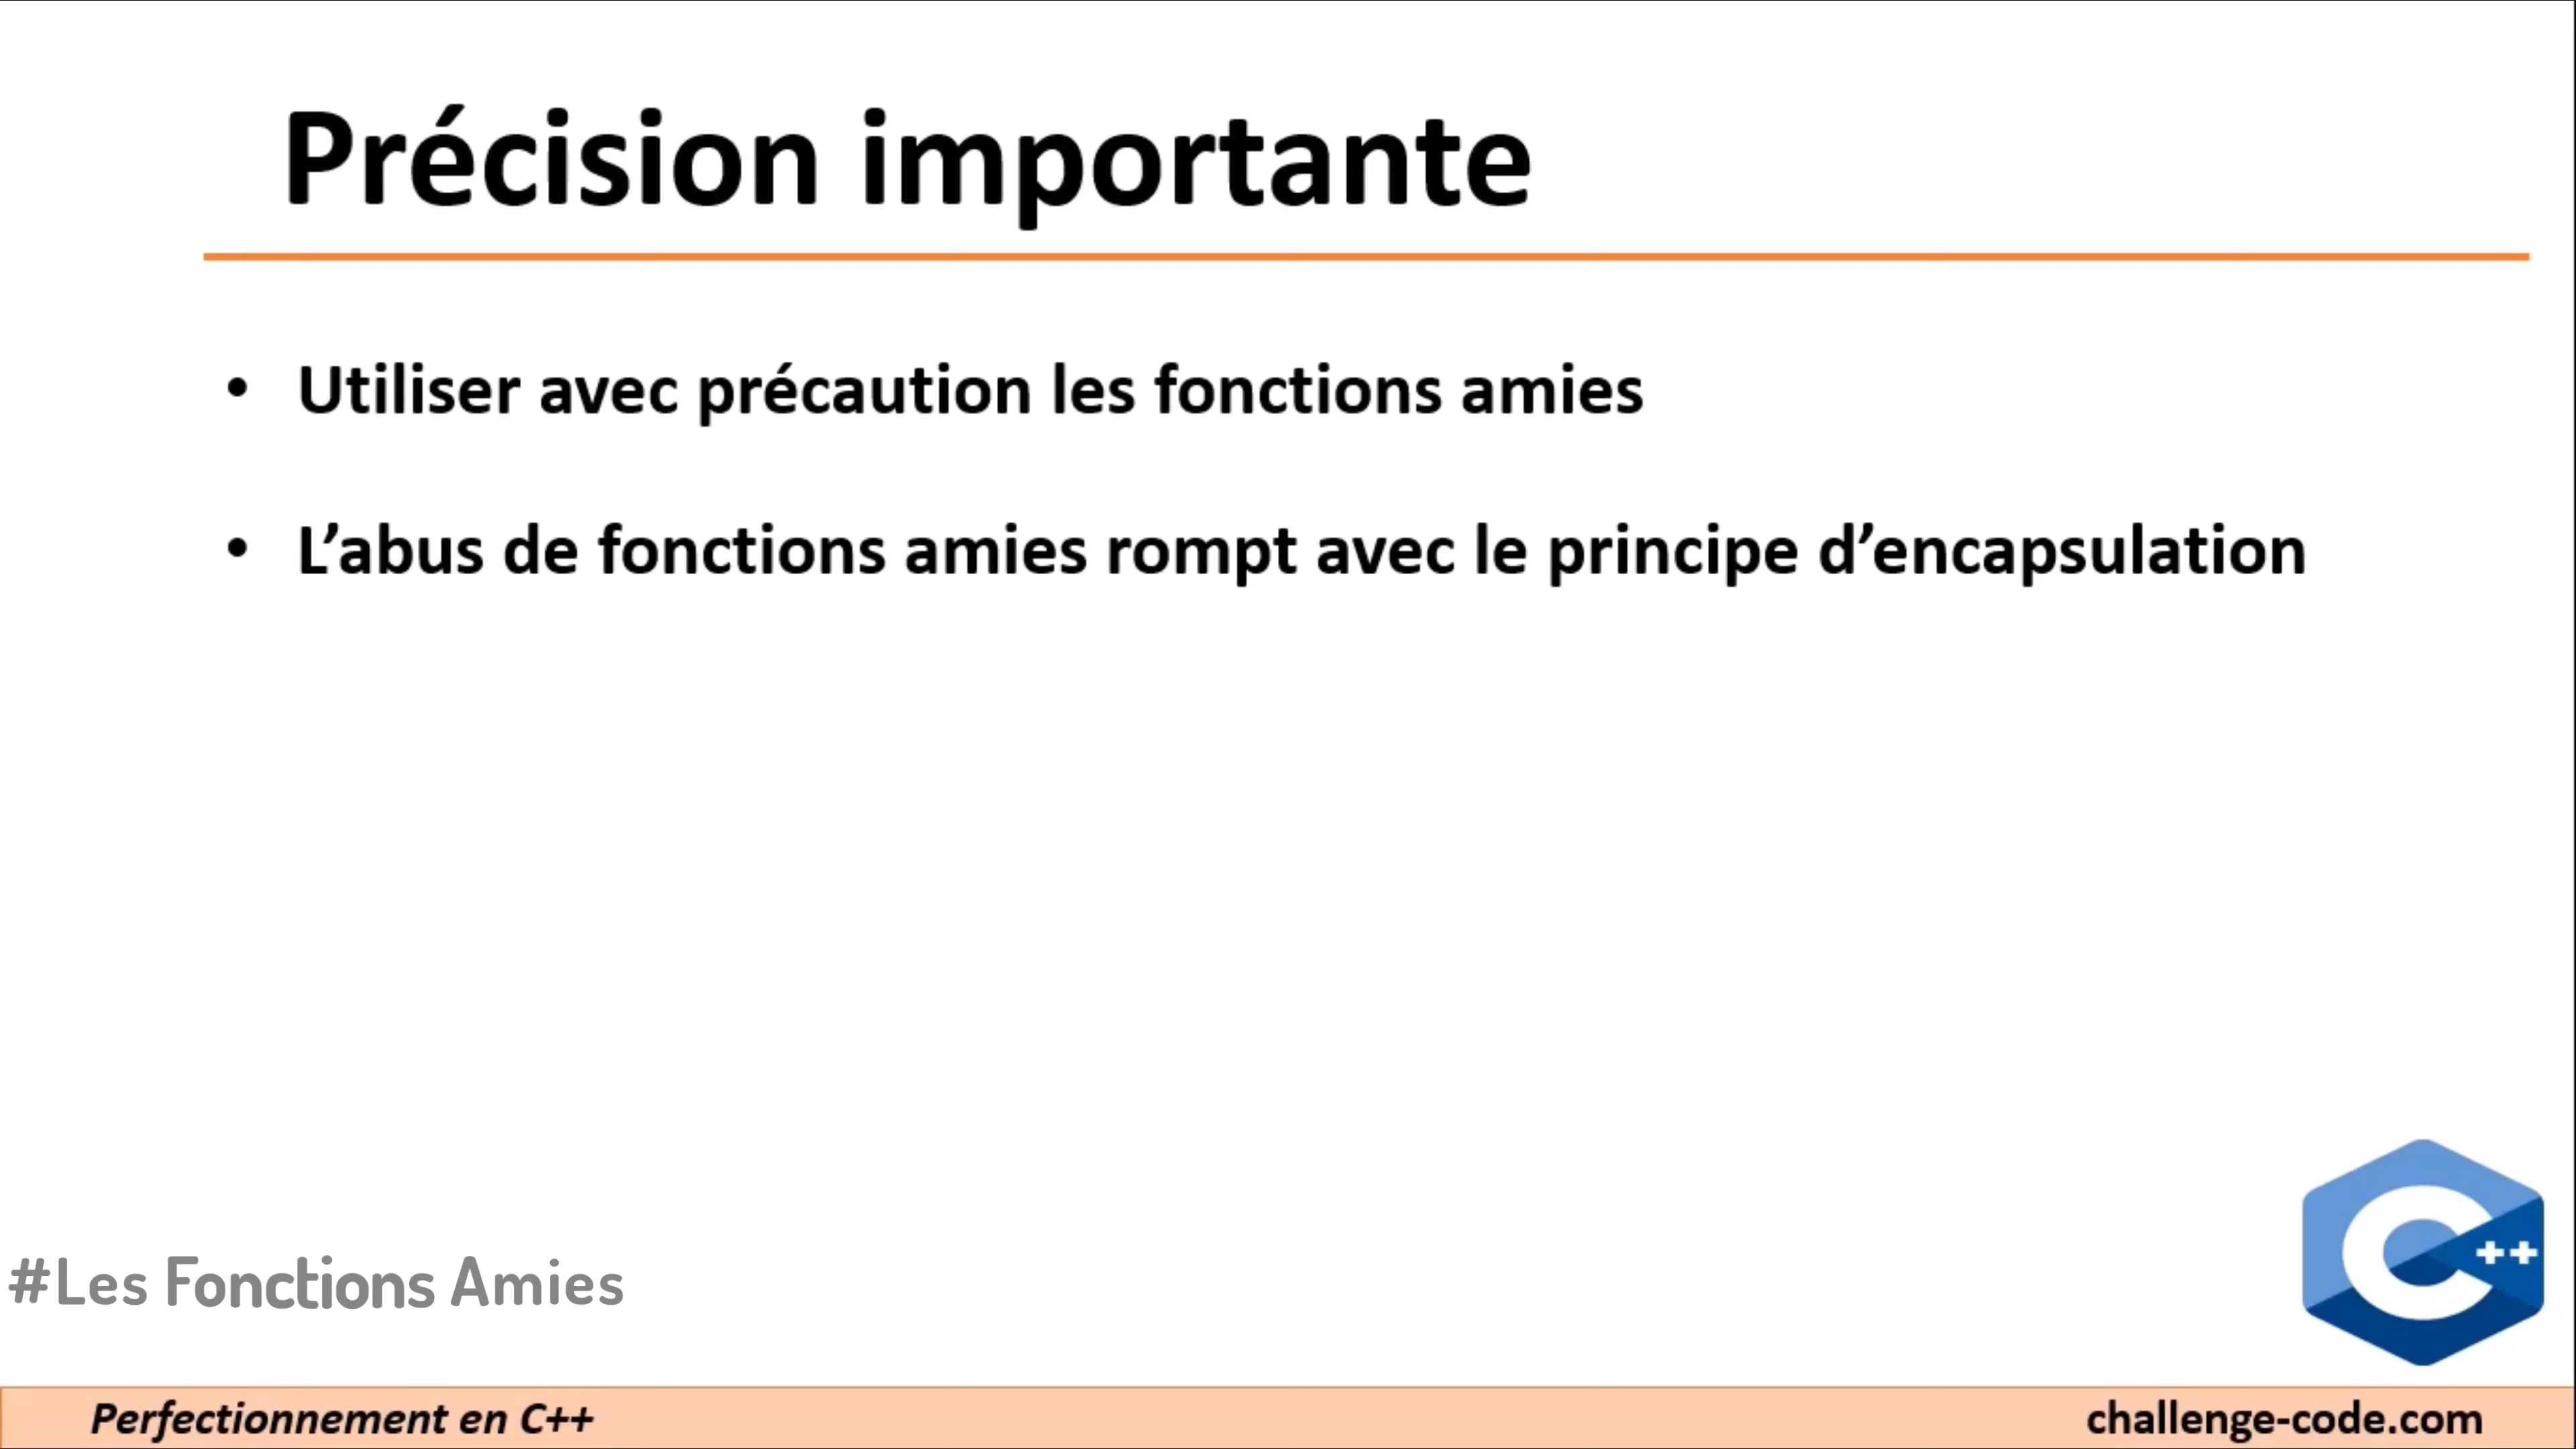 Précision importante
• Utiliser avec précaution les fonctions amies
• L’abus de fonctions amies rompt avec le principe d’encapsulation
C++
#Les Fonctions Amies
Perfectionnement en C++
challenge-code.com